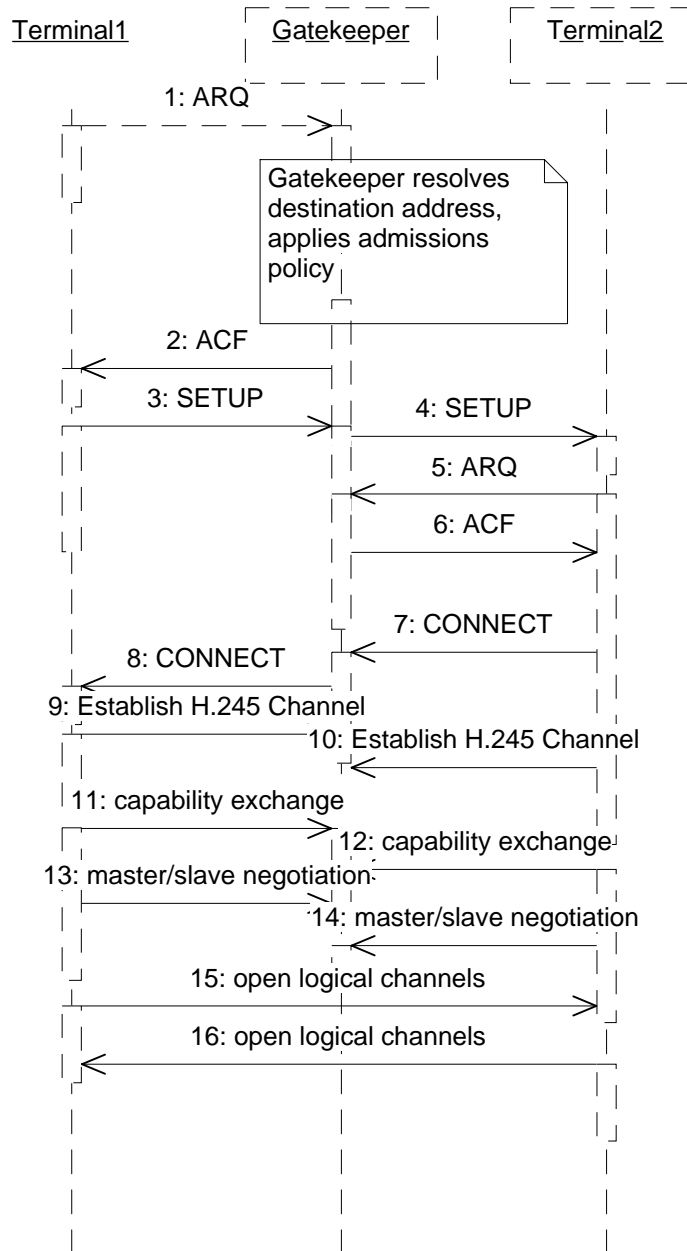 Terminal1
Gatekeeper
Terminal2
1: ARQ
Gatekeeper resolves
destination address,
applies admissions
policy
2: ACF
3: SETUP
4: SETUP
5: ARQ
6: ACF
7: CONNECT
8: CONNECT
9: Establish H.245 Channel
10: Establish H.245 Channel
11: capability exchange
12: capability exchange
13: master/slave negotiation
14: master/slave negotiation
15: open logical channels
16: open logical channels